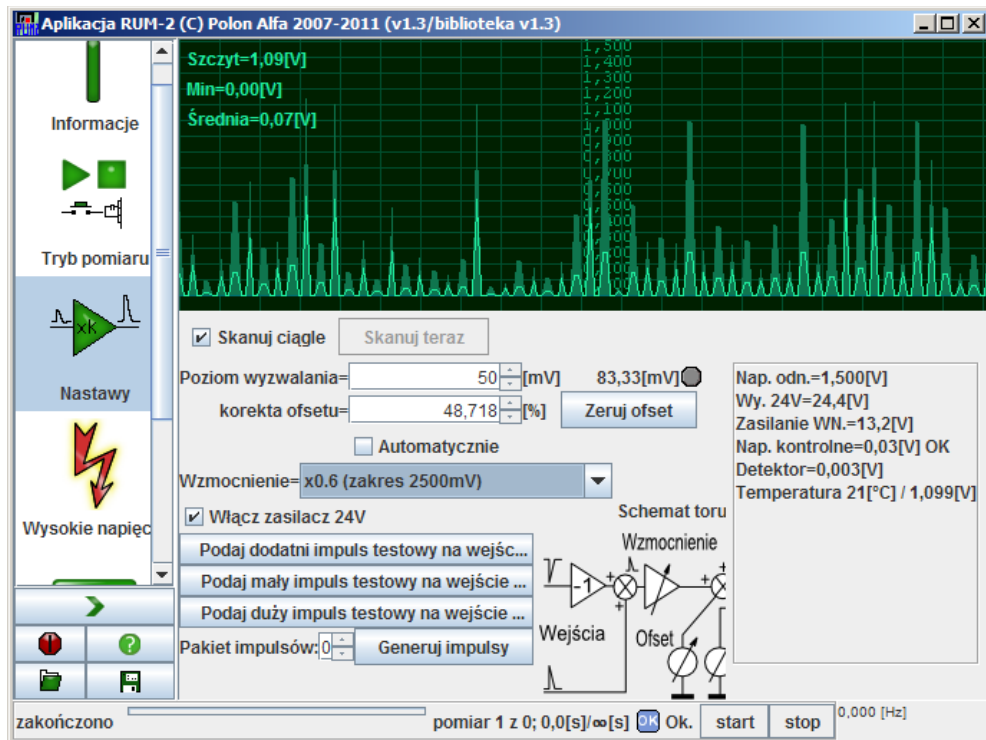 Aplikacja RUM-2 (C) Polon Alfa 2007-2011 (v1.3/biblioteka v1.3)
Informacje
Tryb pomiaru
xK
Nastawy
Wysokie napięc
Szczyt=1,09[V]
Min=0,00[V]
Średnia=0,07[V]
1,500
1,400
1,300
1,200
1,100
Skanuj ciągle Skanuj teraz
Poziom wyzwalania= 50 [mV] 83,33[mV]
korekta ofsetu= 48,718 [%] Zeruj ofset
Automatycznie
Wzmocnienie= x0.6 (zakres 2500mV)
Włącz zasilacz 24V
Podaj dodatni impuls testowy na wejśc...
Podaj mały impuls testowy na wejście ...
Podaj duży impuls testowy na wejście ...
Pakiet impulsów: 0 Generuj impulsy
Schemat toru
Wzmocnienie
-1
Wejścia
Ofset
Nap. odn.=1,500[V]
Wy. 24V=24,4[V]
Zasilanie WN.=13,2[V]
Nap. kontrolne=0,03[V] OK
Detektor=0,003[V]
Temperatura 21[°C] / 1,099[V]
zakończono pomiar 1 z 0; 0,0[s]/∞[s] OK Ok. start stop 0,000 [Hz]